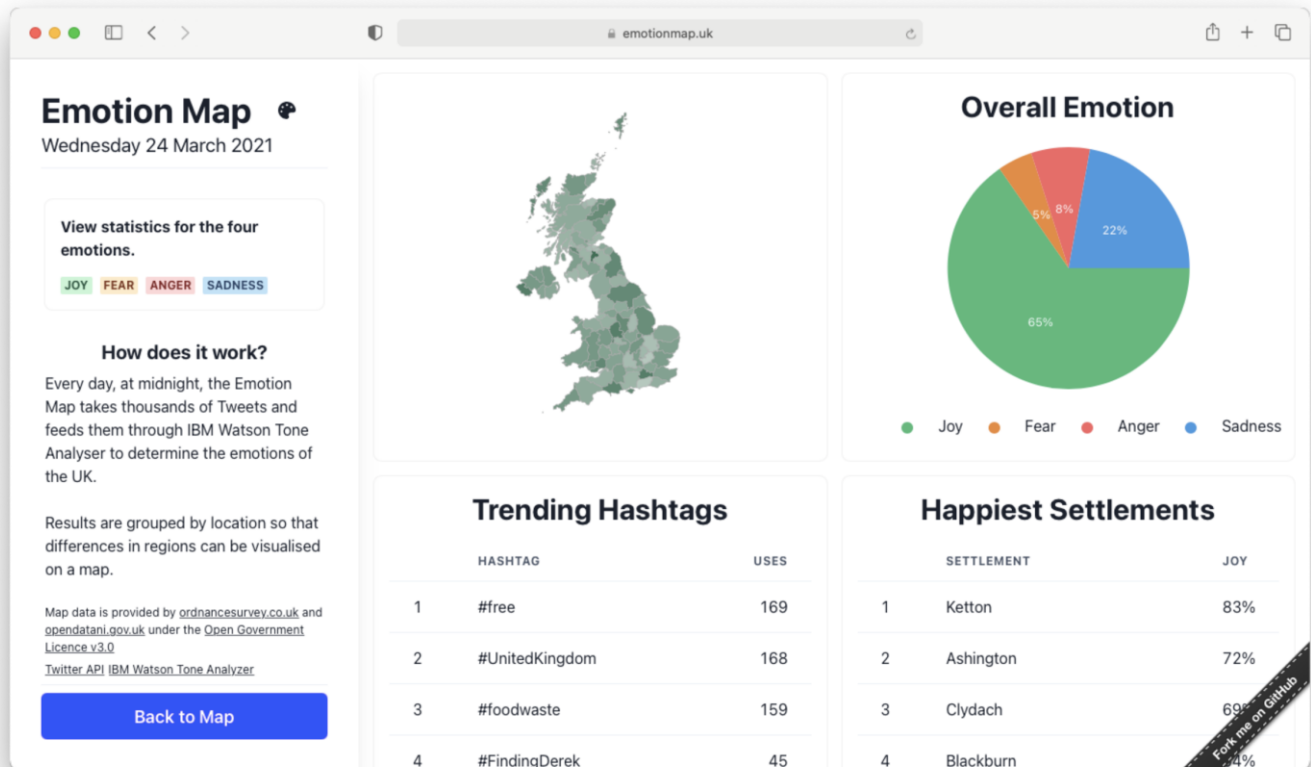 emotionmap.uk
Emotion Map
Wednesday 24 March 2021
View statistics for the four
emotions.
JOY FEAR ANGER SADNESS
How does it work?
Every day, at midnight, the Emotion
Map takes thousands of Tweets and
feeds them through IBM Watson Tone
Analyser to determine the emotions of
the UK.
Results are grouped by location so that
differences in regions can be visualised
on a map.
Map data is provided by ordnancesurvey.co.uk and
opendatani.gov.uk under the Open Government
Licence v3.0
Twitter API IBM Watson Tone Analyzer
Back to Map
Overall Emotion
5% 8%
22%
65%
Joy Fear Anger Sadness
Trending Hashtags
HASHTAG USES
1 #free 169
2 #UnitedKingdom 168
3 #foodwaste 159
4 #FindingDerek 45
Happiest Settlements
SETTLEMENT JOY
1 Ketton 83%
2 Ashington 72%
3 Clydach
4 Blackburn
Fork me on GitHub